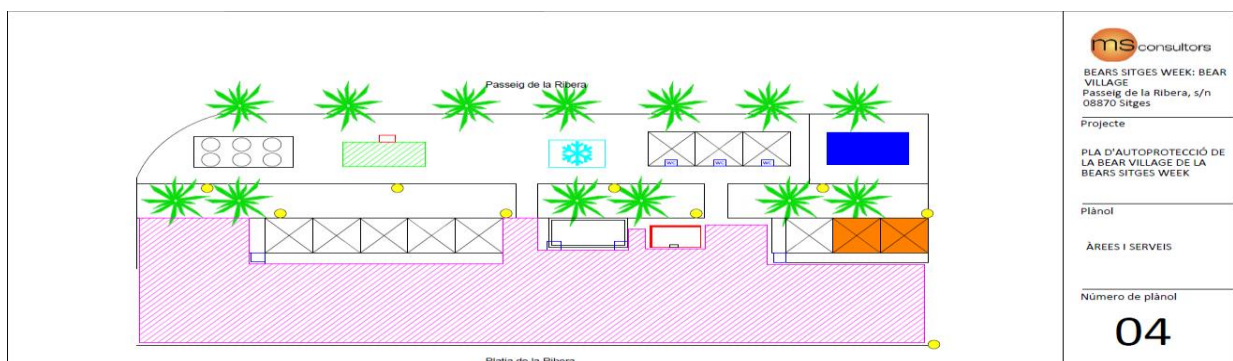 Passeig de la Ribera
WC
WC
WC
Platja de la Ribera
ms consultors
BEARS SITGES WEEK: BEAR
VILLAGE
Passeig de la Ribera, s/n
08870 Sitges
Projecte
PLA D'AUTOPROTECCIÓ DE
LA BEAR VILLAGE DE LA
BEARS SITGES WEEK
Plànol
ÀREES I SERVEIS
Número de plànol
04